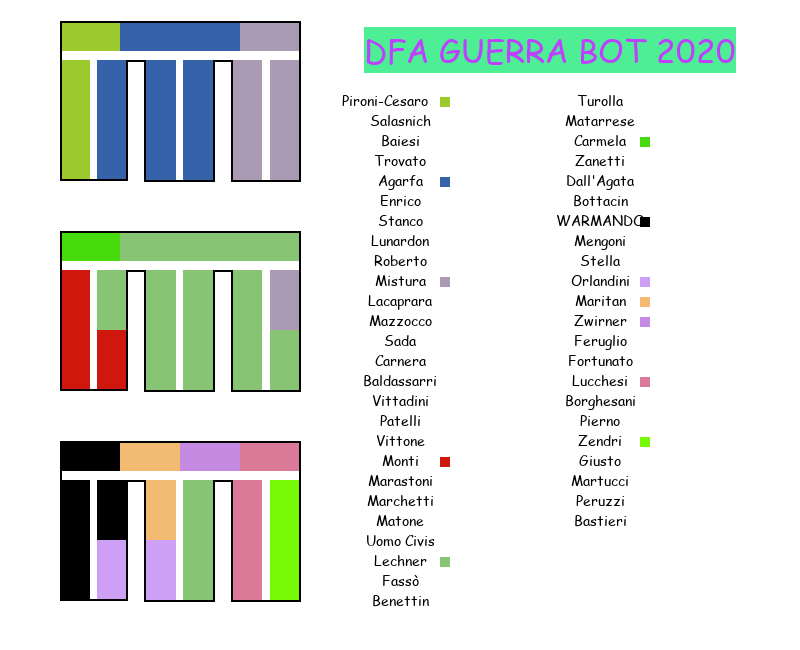 DFA GUERRA BOT 2020
Pironi-Cesaro
Salasnich
Baiesi
Trovato
Agarfa
Enrico
Stanco
Lunardon
Roberto
Mistura
Lacaprara
Mazzocco
Sada
Carnera
Baldassarri
Vittadini
Patelli
Vittone
Monti
Marastoni
Marchetti
Matone
Uomo Civis
Lechner
Fassò
Benettin
Turolla
Matarrese
Carmela
Zanetti
Dall'Agata
Bottacin
WARMANDO
Mengoni
Stella
Orlandini
Maritan
Zwirner
Feruglio
Fortunato
Lucchesi
Borghesani
Pierno
Zendri
Giusto
Martucci
Peruzzi
Bastieri